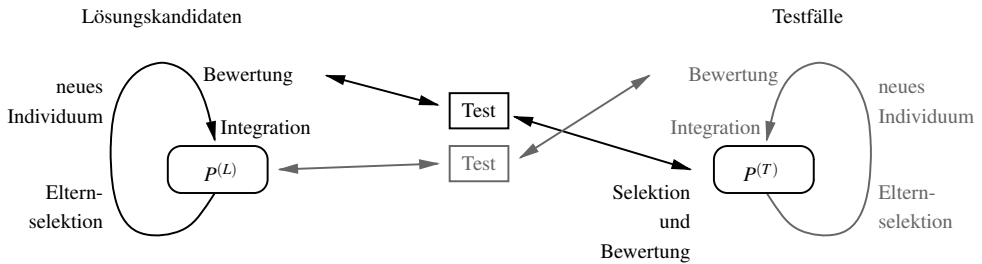 Lösungskandidaten
Testfälle
neues
Individuum
Bewertung
Integration
P(L)
Eltern-
selektion
Test
Test
Bewertung
Integration
P(T)
neues
Individuum
Eltern-
selektion
Selektion
und
Bewertung